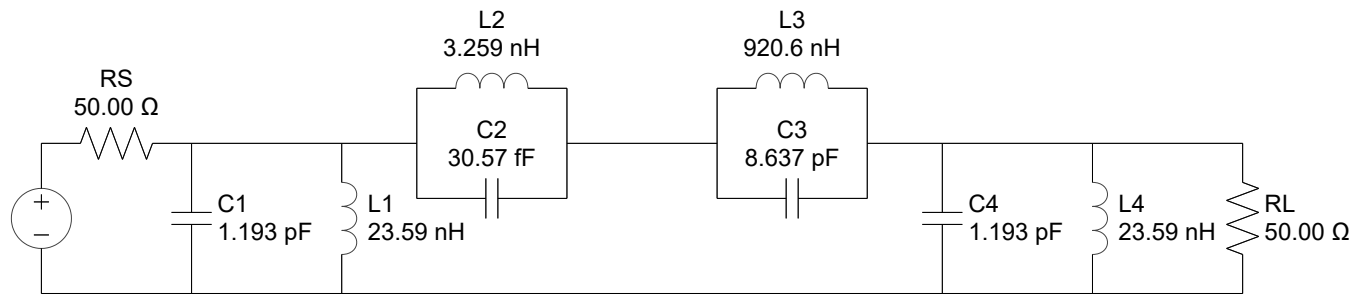 RS
50.00 Ω
+
−
C1
1.193 pF
L1
23.59 nH
L2
3.259 nH
C2
30.57 fF
L3
920.6 nH
C3
8.637 pF
C4
1.193 pF
L4
23.59 nH
RL
50.00 Ω